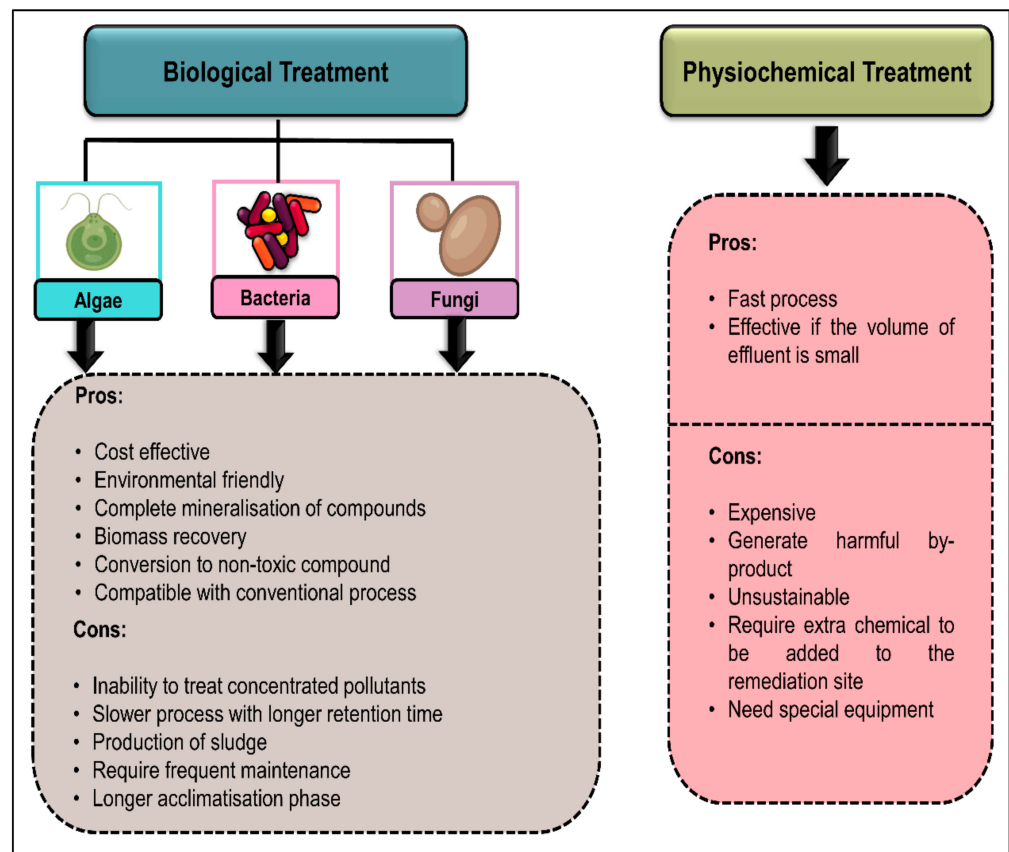 Biological Treatment
Physiochemical Treatment
Algae
Bacteria
Fungi
Pros:
• Cost effective
• Environmental friendly
• Complete mineralisation of compounds
• Biomass recovery
• Conversion to non-toxic compound
• Compatible with conventional process
Cons:
• Inability to treat concentrated pollutants
• Slower process with longer retention time
• Production of sludge
• Require frequent maintenance
• Longer acclimatisation phase
Pros:
• Fast process
• Effective if the volume of
effluent is small
Cons:
• Expensive
• Generate harmful by-
product
• Unsustainable
• Require extra chemical to
be added to the
remediation site
• Need special equipment